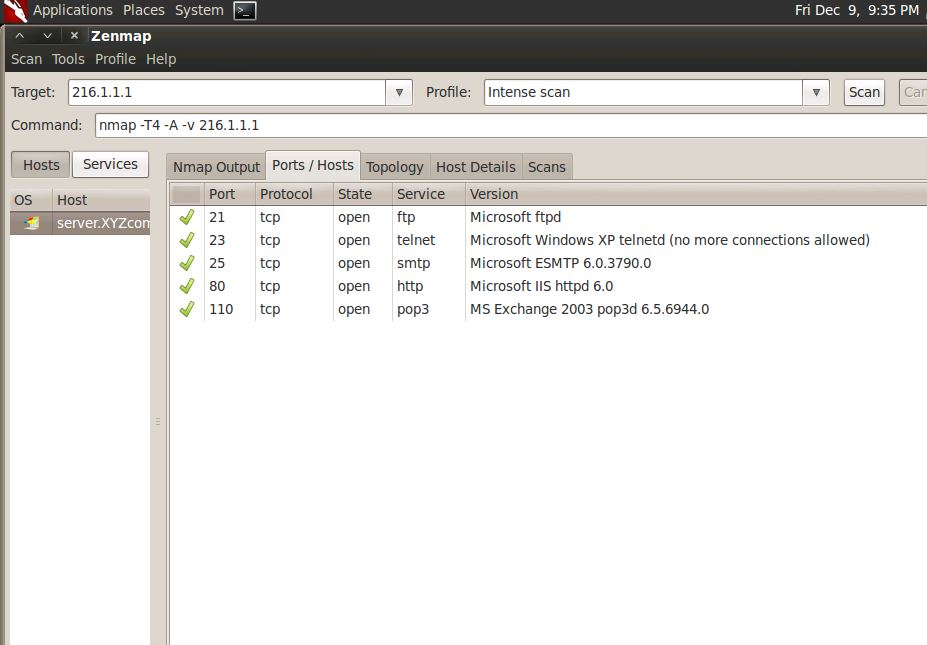 Applications Places System Fri Dec 9, 9:35 PM
Zenmap
Scan Tools Profile Help
Target: 216.1.1.1 Profile: Intense scan Scan
Command: nmap -T4 -A -v 216.1.1.1
Hosts Services Nmap Output Ports / Hosts Topology Host Details Scans
OS Host Port Protocol State Service Version
server.XYZcom 21 tcp open ftp Microsoft ftpd
23 tcp open telnet Microsoft Windows XP telnetd (no more connections allowed)
25 tcp open smtp Microsoft ESMTP 6.0.3790.0
80 tcp open http Microsoft IIS httpd 6.0
110 tcp open pop3 MS Exchange 2003 pop3d 6.5.6944.0